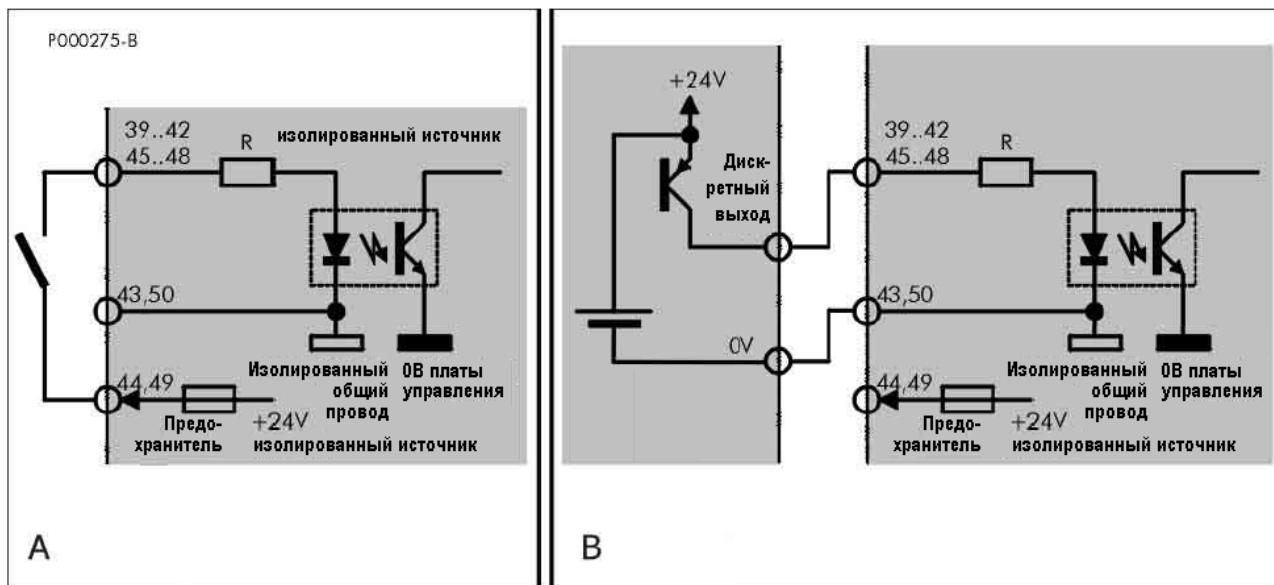 P000275-B
39..42
45..48
R
изолированный источник
43,50
Изолированный
общий
провод
0В платы
управления
44,49
Предо-
хранитель
+24V
изолированный источник
A
+24V
Диск-
ретный
выход
0V
39..42
45..48
R
43,50
Изолированный
общий
провод
0В платы
управления
44,49
Предо-
хранитель
+24V
изолированный источник
B